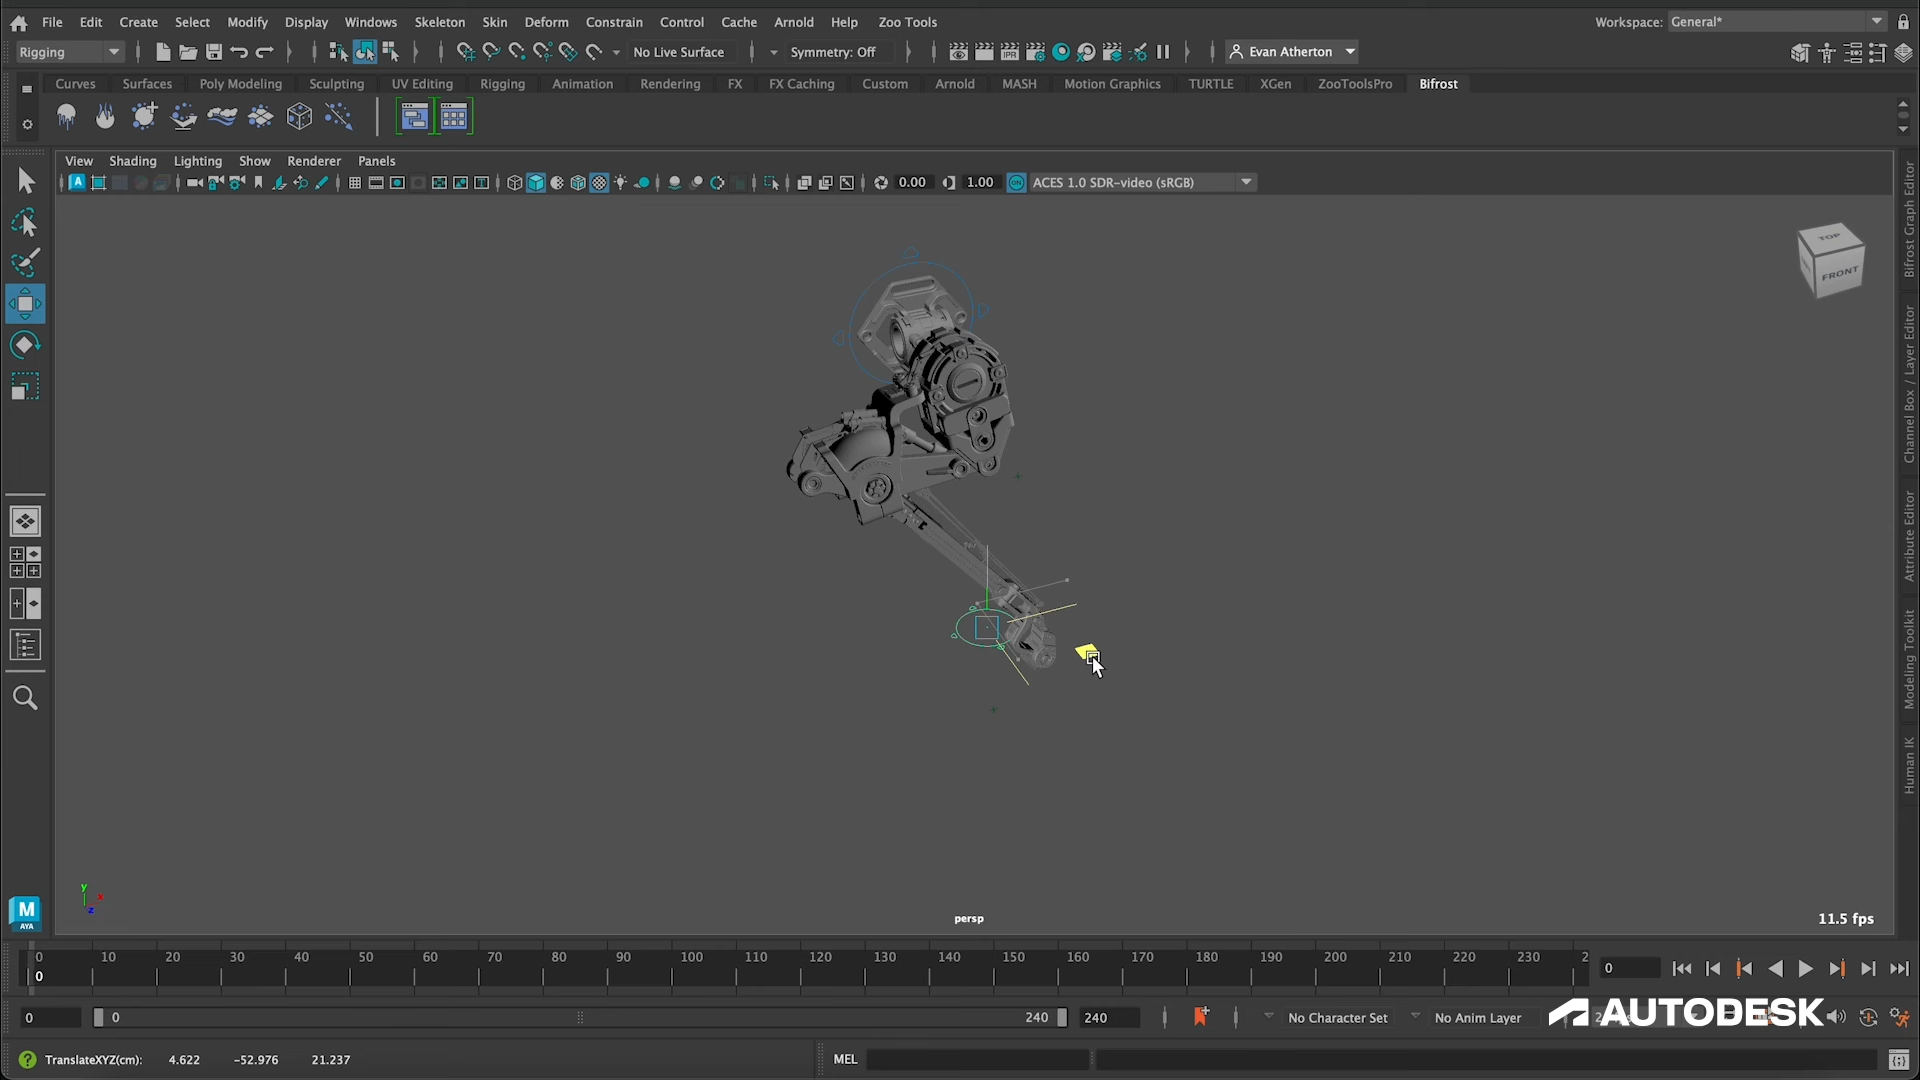 File Edit Create Select Modify Display Windows Skeleton Skin Deform Constrain Control Cache Arnold Help Zoo Tools Workspace: General*
Rigging No Live Surface Symmetry: Off IPR Evan Atherton
Curves Surfaces Poly Modeling Sculpting UV Editing Rigging Animation Rendering FX FX Caching Custom Arnold MASH Motion Graphics TURTLE XGen ZooToolsPro Bifrost
View Shading Lighting Show Renderer Panels
A 0.00 1.00 ON ACES 1.0 SDR-video (sRGB)
TOP
FRONT
Bifrost Graph Editor
Channel Box / Layer Editor
Attribute Editor
Modeling Toolkit
Human IK
y
x
z
M
AYA
persp
11.5 fps
0 10 20 30 40 50 60 70 80 90 100 110 120 130 140 150 160 170 180 190 200 210 220 230 2
0
0
0 0 240 240 No Character Set No Anim Layer
AUTODESK
TranslateXYZ(cm): 4.622 -52.976 21.237 MEL